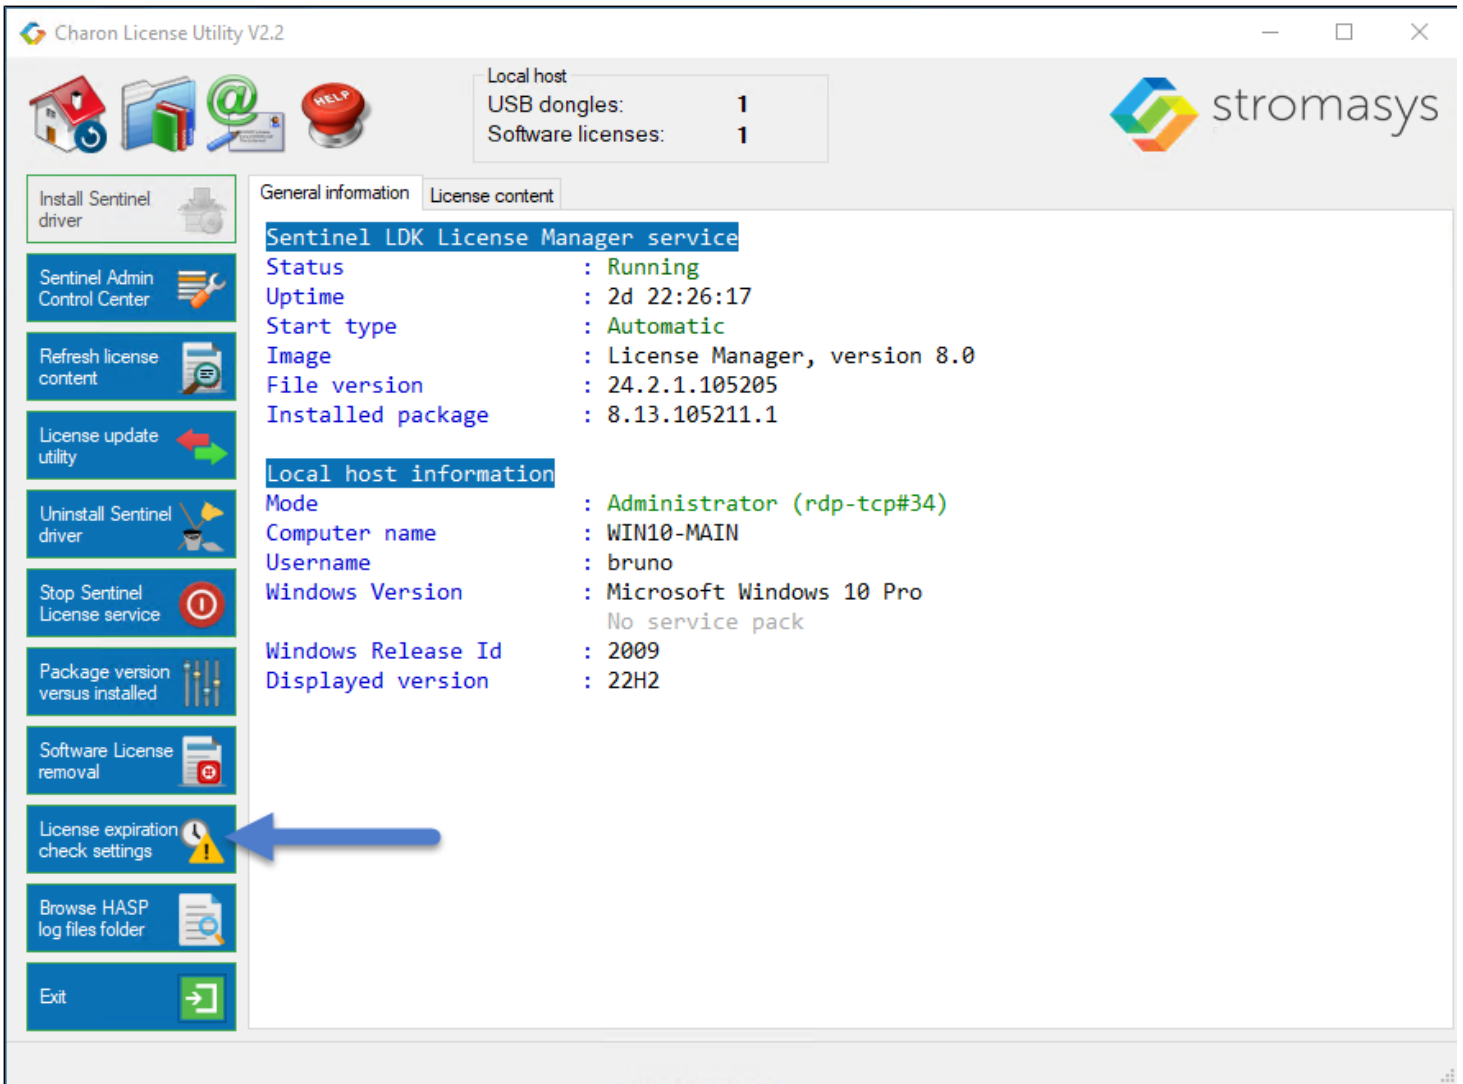 Charon License Utility V2.2
HELP
Local host
USB dongles: 1
Software licenses: 1
stromasys
Install Sentinel
driver
Sentinel Admin
Control Center
Refresh license
content
License update
utility
Uninstall Sentinel
driver
Stop Sentinel
License service
Package version
versus installed
Software License
removal
License expiration
check settings
Browse HASP
log files folder
Exit
General information
License content
Sentinel LDK License Manager service
Status : Running
Uptime : 2d 22:26:17
Start type : Automatic
Image : License Manager, version 8.0
File version : 24.2.1.105205
Installed package : 8.13.105211.1
Local host information
Mode : Administrator (rdp-tcp#34)
Computer name : WIN10-MAIN
Username : bruno
Windows Version : Microsoft Windows 10 Pro
No service pack
Windows Release Id : 2009
Displayed version : 22H2